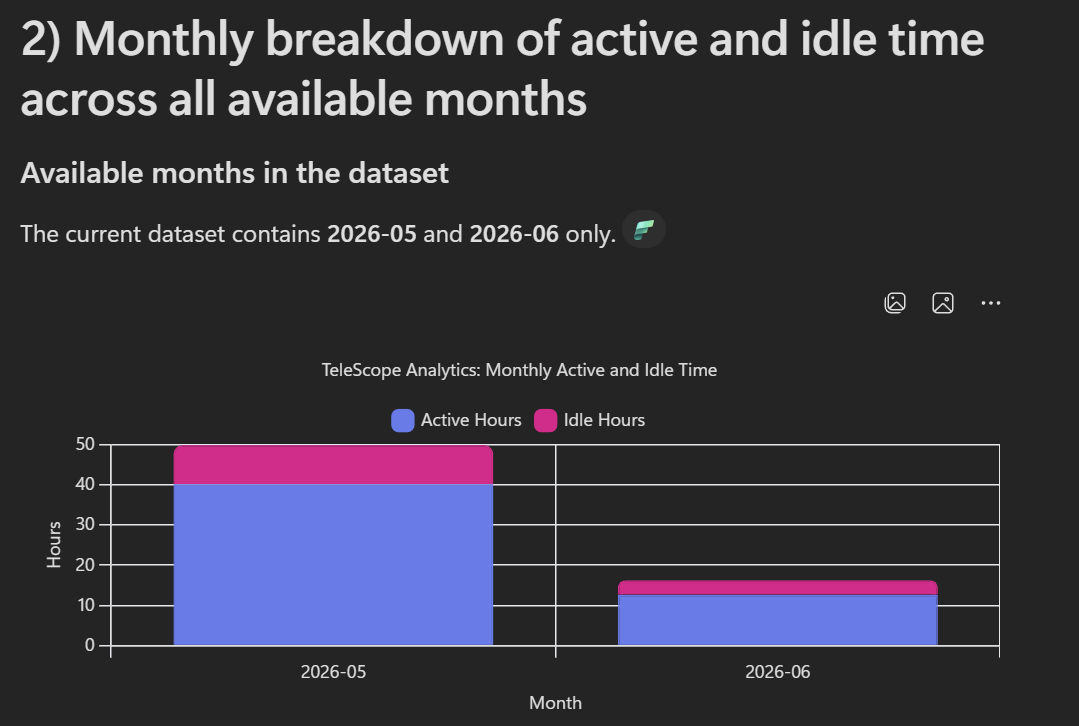 2) Monthly breakdown of active and idle time
across all available months
Available months in the dataset
The current dataset contains 2026-05 and 2026-06 only.
TeleScope Analytics: Monthly Active and Idle Time
Active Hours Idle Hours
50
40
30
20
10
0
Hours
2026-05 2026-06
Month